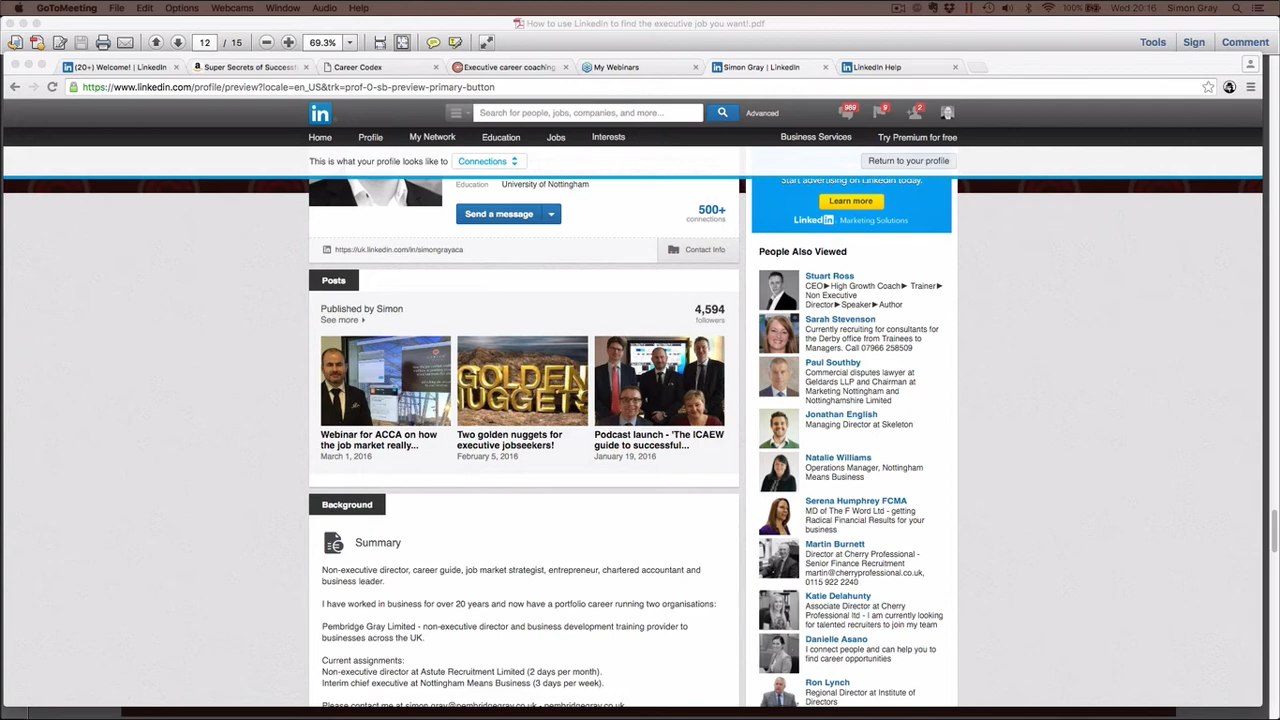 GoToMeeting File Edit Options Webcams Window Audio Help 100% Wed 20:16 Simon Gray
How to use LinkedIn to find the executive job you want!.pdf
12 / 15 69.3% Tools Sign Comment
(20+) Welcome! | LinkedIn Super Secrets of Successf Career Codex Executive career coaching My Webinars Simon Gray | LinkedIn LinkedIn Help
https://www.linkedin.com/profile/preview?locale=en_US&trk=prof-0-sb-preview-primary-button
in Search for people, jobs, companies, and more... Advanced 989 9 2
Home Profile My Network Education Jobs Interests Business Services Try Premium for free
This is what your profile looks like to Connections Return to your profile
Education University of Nottingham
Send a message 500+
connections
https://uk.linkedin.com/in/simongrayaca Contact Info
Posts
Published by Simon 4,594
See more followers
GOLDEN
NUGGETS
Webinar for ACCA on how
the job market really...
March 1, 2016
Two golden nuggets for
executive jobseekers!
February 5, 2016
Podcast launch - 'The ICAEW
guide to successful...
January 19, 2016
Background
Summary
Non-executive director, career guide, job market strategist, entrepreneur, chartered accountant and
business leader.
I have worked in business for over 20 years and now have a portfolio career running two organisations:
Pembridge Gray Limited - non-executive director and business development training provider to
businesses across the UK.
Current assignments:
Non-executive director at Astute Recruitment Limited (2 days per month).
Interim chief executive at Nottingham Means Business (3 days per week).
Please contact me at simon.gray@pembridgegray.co.uk - pembridgegray.co.uk
Start advertising on LinkedIn today.
Learn more
LinkedIn Marketing Solutions
People Also Viewed
Stuart Ross
CEO►High Growth Coach► Trainer►
Non Executive
Director►Speaker►Author
Sarah Stevenson
Currently recruiting for consultants for
the Derby office from Trainees to
Managers. Call 07966 258509
Paul Southby
Commercial disputes lawyer at
Geldards LLP and Chairman at
Marketing Nottingham and
Nottinghamshire Limited
Jonathan English
Managing Director at Skeleton
Natalie Williams
Operations Manager, Nottingham
Means Business
Serena Humphrey FCMA
MD of The F Word Ltd - getting
Radical Financial Results for your
business
Martin Burnett
Director at Cherry Professional -
Senior Finance Recruitment
martin@cherryprofessional.co.uk,
0115 922 2240
Katie Delahunty
Associate Director at Cherry
Professional ltd - I am currently looking
for talented recruiters to join my team
Danielle Asano
I connect people and can help you to
find career opportunities
Ron Lynch
Regional Director at Institute of
Directors